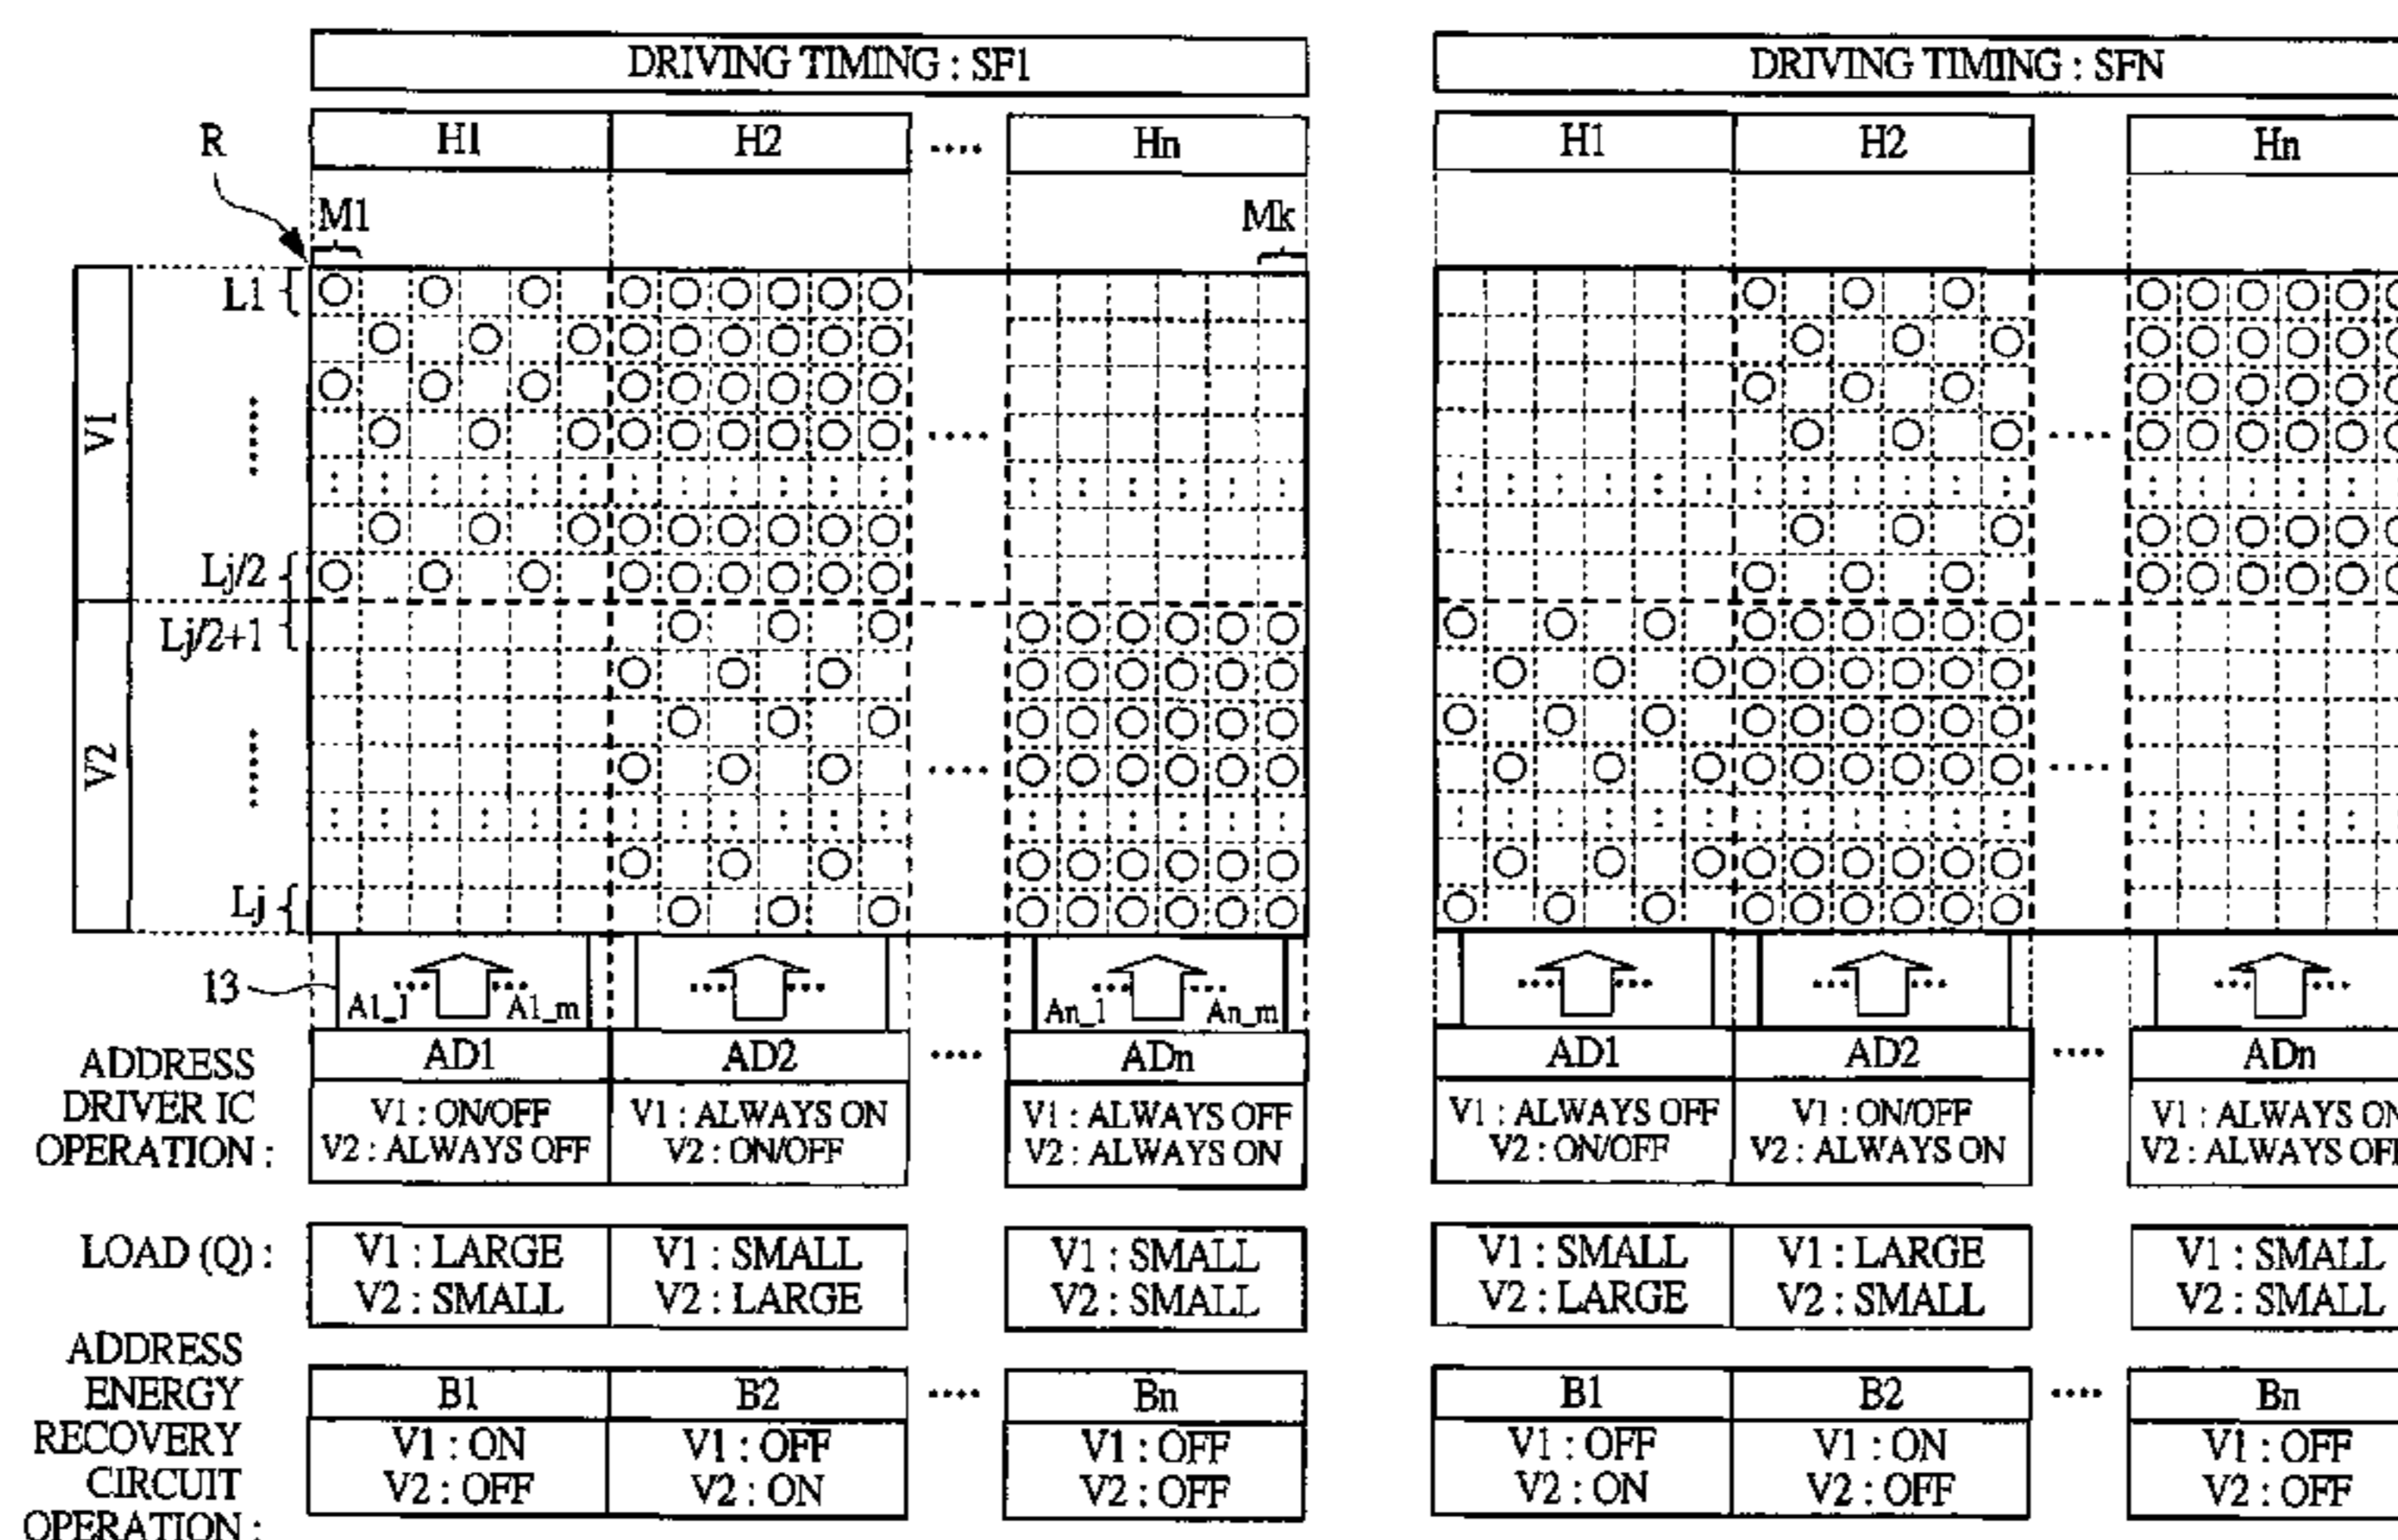 DRIVING TIMING : SF1
DRIVING TIMING : SFN
H1 H2 .... Hn
H1 H2 Hn
R
M1 Mk
L1
V1
Lj/2
Lj/2+1
V2
Lj
13
A1_1 A1_m
An_1 An_m
ADDRESS DRIVER IC OPERATION :
AD1 AD2 .... ADn
V1 : ON/OFF
V2 : ALWAYS OFF
V1 : ALWAYS ON
V2 : ON/OFF
V1 : ALWAYS OFF
V2 : ALWAYS ON
AD1 AD2 .... ADn
V1 : ALWAYS OFF
V2 : ON/OFF
V1 : ON/OFF
V2 : ALWAYS ON
V1 : ALWAYS ON
V2 : ALWAYS OFF
LOAD (Q) :
V1 : LARGE
V2 : SMALL
V1 : SMALL
V2 : LARGE
V1 : SMALL
V2 : SMALL
V1 : SMALL
V2 : LARGE
V1 : LARGE
V2 : SMALL
V1 : SMALL
V2 : SMALL
ADDRESS
ENERGY
RECOVERY
CIRCUIT
OPERATION :
B1 B2 .... Bn
V1 : ON
V2 : OFF
V1 : OFF
V2 : ON
V1 : OFF
V2 : OFF
B1 B2 .... Bn
V1 : OFF
V2 : ON
V1 : ON
V2 : OFF
V1 : OFF
V2 : OFF